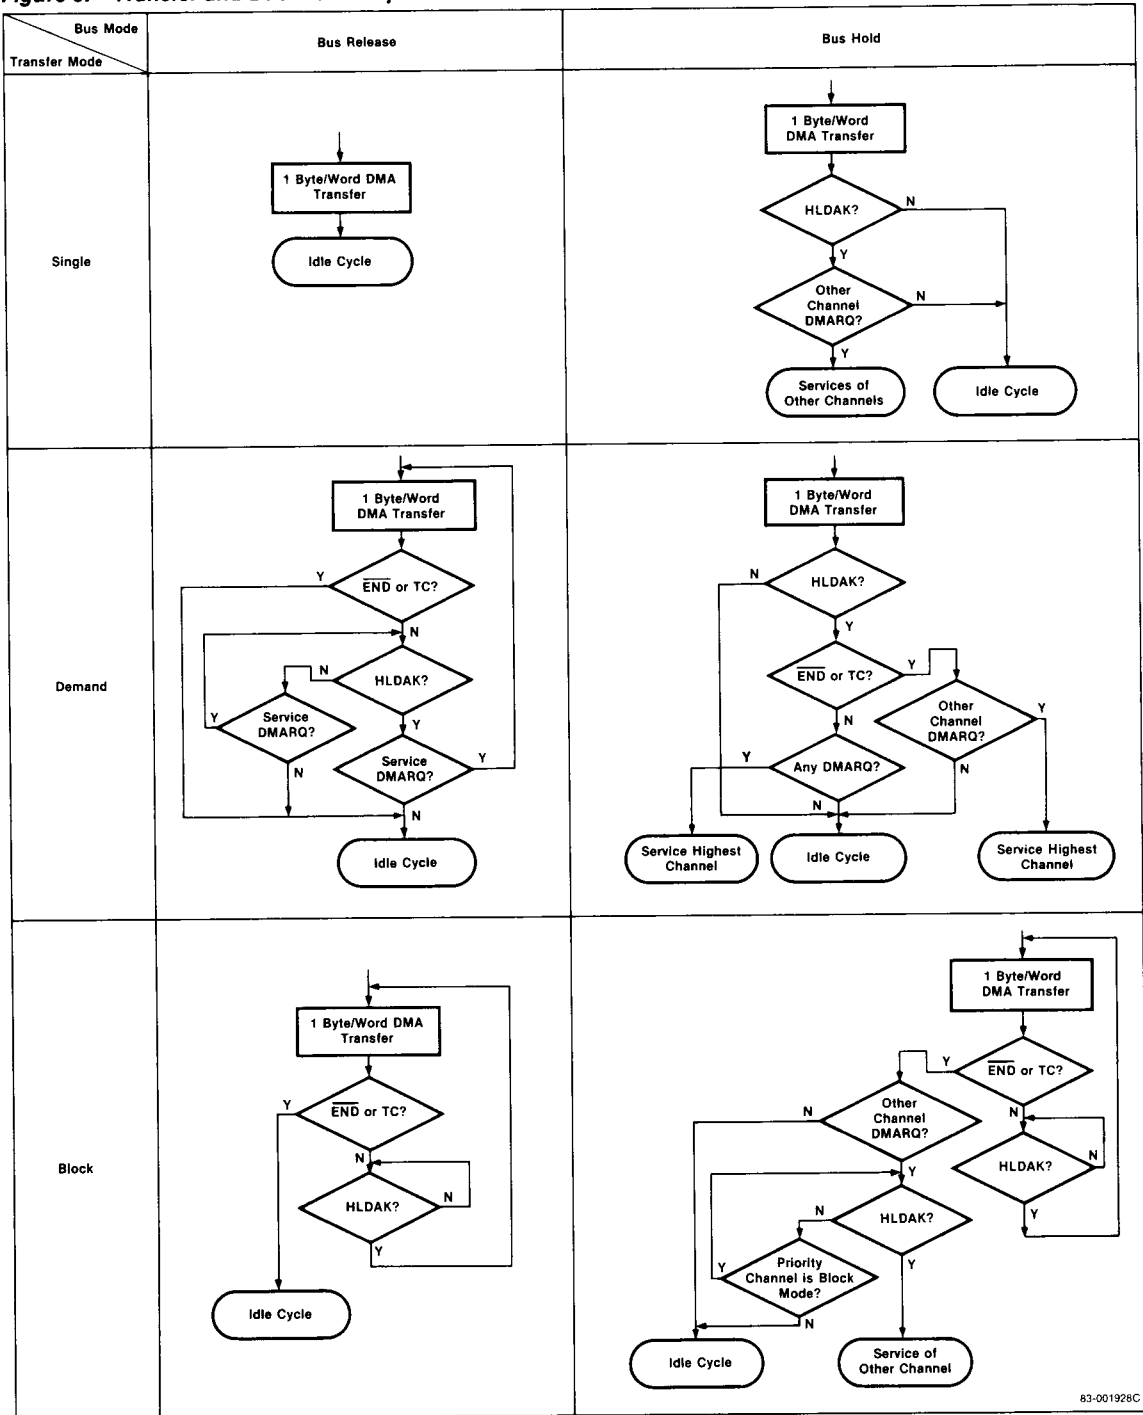 Bus Mode
Transfer Mode
Bus Release
Bus Hold
Single
1 Byte/Word DMA
Transfer
Idle Cycle
1 Byte/Word
DMA Transfer
HLDAK?
N
Y
Other
Channel
DMARQ?
N
Y
Services of
Other Channels
Idle Cycle
Demand
1 Byte/Word
DMA Transfer
Y
END or TC?
N
N
HLDAK?
Y
Service
DMARQ?
Y
N
Service
DMARQ?
Y
N
Idle Cycle
1 Byte/Word
DMA Transfer
N
HLDAK?
Y
END or TC?
Y
N
Other
Channel
DMARQ?
Y
N
Y
Any DMARQ?
N
Service Highest
Channel
Idle Cycle
Service Highest
Channel
Block
1 Byte/Word DMA
Transfer
Y
END or TC?
N
HLDAK?
N
Y
Idle Cycle
1 Byte/Word
DMA Transfer
Y
END or TC?
N
N
Other
Channel
DMARQ?
Y
HLDAK?
N
Y
N
HLDAK?
Y
Y
Priority
Channel is Block
Mode?
N
Idle Cycle
Service of
Other Channel
83-001928C